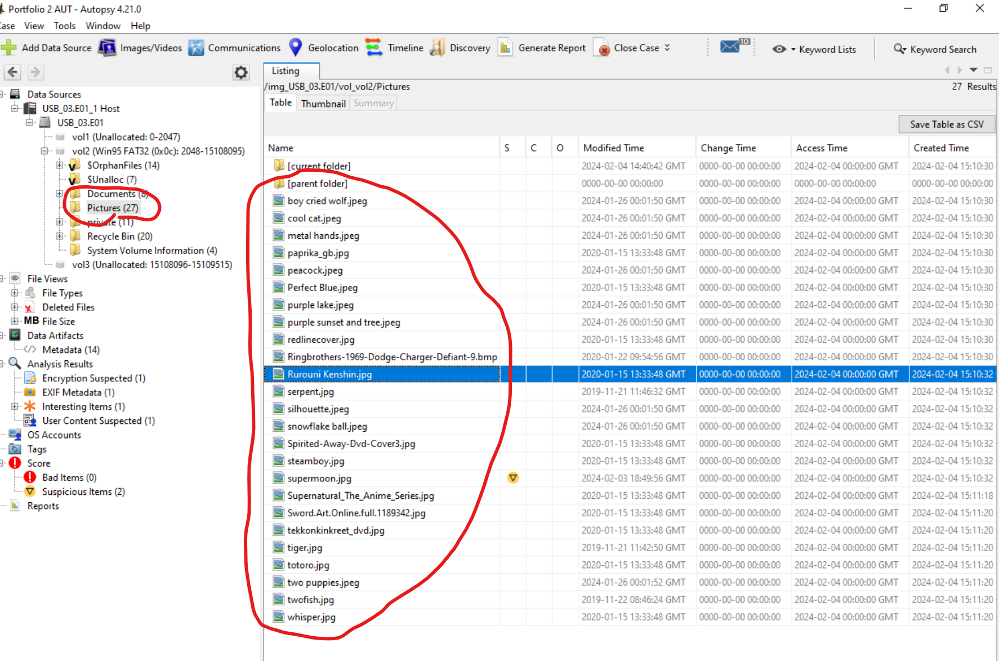 Portfolio 2 AUT - Autopsy 4.21.0
Case View Tools Window Help
Add Data Source Images/Videos Communications Geolocation Timeline Discovery Generate Report Close Case 10 Keyword Lists Keyword Search
Listing
/img_USB_03.E01/vol_vol2/Pictures 27 Results
Table Thumbnail Summary
Save Table as CSV
Data Sources
USB_03.E01_1 Host
USB_03.E01
vol1 (Unallocated: 0-2047)
vol2 (Win95 FAT32 (0x0c): 2048-15108095)
$OrphanFiles (14)
$Unalloc (7)
Documents (8)
Pictures (27)
private (11)
Recycle Bin (20)
System Volume Information (4)
vol3 (Unallocated: 15108096-15109515)
File Views
File Types
Deleted Files
MB File Size
Data Artifacts
Metadata (14)
Analysis Results
Encryption Suspected (1)
EXIF Metadata (1)
Interesting Items (1)
User Content Suspected (1)
OS Accounts
Tags
Score
Bad Items (0)
Suspicious Items (2)
Reports
Name S C O Modified Time Change Time Access Time Created Time
[current folder] 2024-02-04 14:40:42 GMT 0000-00-00 00:00:00 2024-02-04 00:00:00 GMT 2024-02-04 15:10:30
[parent folder] 0000-00-00 00:00:00 0000-00-00 00:00:00 0000-00-00 00:00:00 0000-00-00 00:00:00
boy cried wolf.jpeg 2024-01-26 00:01:50 GMT 0000-00-00 00:00:00 2024-02-04 00:00:00 GMT 2024-02-04 15:10:30
cool cat.jpeg 2024-01-26 00:01:50 GMT 0000-00-00 00:00:00 2024-02-04 00:00:00 GMT 2024-02-04 15:10:30
metal hands.jpeg 2024-01-26 00:01:50 GMT 0000-00-00 00:00:00 2024-02-04 00:00:00 GMT 2024-02-04 15:10:30
paprika_gb.jpg 2020-01-15 13:33:48 GMT 0000-00-00 00:00:00 2024-02-04 00:00:00 GMT 2024-02-04 15:10:30
peacock.jpeg 2024-01-26 00:01:50 GMT 0000-00-00 00:00:00 2024-02-04 00:00:00 GMT 2024-02-04 15:10:30
Perfect Blue.jpeg 2020-01-15 13:33:48 GMT 0000-00-00 00:00:00 2024-02-04 00:00:00 GMT 2024-02-04 15:10:30
purple lake.jpeg 2024-01-26 00:01:50 GMT 0000-00-00 00:00:00 2024-02-04 00:00:00 GMT 2024-02-04 15:10:30
purple sunset and tree.jpeg 2024-01-26 00:01:50 GMT 0000-00-00 00:00:00 2024-02-04 00:00:00 GMT 2024-02-04 15:10:30
redlinecover.jpg 2020-01-15 13:33:48 GMT 0000-00-00 00:00:00 2024-02-04 00:00:00 GMT 2024-02-04 15:10:30
Ringbrothers-1969-Dodge-Charger-Defiant-9.bmp 2020-01-22 09:54:56 GMT 0000-00-00 00:00:00 2024-02-04 00:00:00 GMT 2024-02-04 15:10:30
Rurouni Kenshin.jpg 2020-01-15 13:33:48 GMT 0000-00-00 00:00:00 2024-02-04 00:00:00 GMT 2024-02-04 15:10:32
serpent.jpg 2019-11-21 11:46:32 GMT 0000-00-00 00:00:00 2024-02-04 00:00:00 GMT 2024-02-04 15:10:32
silhouette.jpeg 2024-01-26 00:01:50 GMT 0000-00-00 00:00:00 2024-02-04 00:00:00 GMT 2024-02-04 15:10:32
snowflake ball.jpeg 2024-01-26 00:01:50 GMT 0000-00-00 00:00:00 2024-02-04 00:00:00 GMT 2024-02-04 15:10:32
Spirited-Away-Dvd-Cover3.jpg 2020-01-15 13:33:48 GMT 0000-00-00 00:00:00 2024-02-04 00:00:00 GMT 2024-02-04 15:10:32
steamboy.jpg 2020-01-15 13:33:48 GMT 0000-00-00 00:00:00 2024-02-04 00:00:00 GMT 2024-02-04 15:10:32
supermoon.jpg 2024-02-03 18:49:56 GMT 0000-00-00 00:00:00 2024-02-04 00:00:00 GMT 2024-02-04 15:10:32
Supernatural_The_Anime_Series.jpg 2020-01-15 13:33:48 GMT 0000-00-00 00:00:00 2024-02-04 00:00:00 GMT 2024-02-04 15:11:18
Sword.Art.Online.full.1189342.jpg 2020-01-15 13:33:48 GMT 0000-00-00 00:00:00 2024-02-04 00:00:00 GMT 2024-02-04 15:11:20
tekkonkinkreet_dvd.jpg 2020-01-15 13:33:48 GMT 0000-00-00 00:00:00 2024-02-04 00:00:00 GMT 2024-02-04 15:11:20
tiger.jpg 2019-11-21 11:42:50 GMT 0000-00-00 00:00:00 2024-02-04 00:00:00 GMT 2024-02-04 15:11:20
totoro.jpg 2020-01-15 13:33:48 GMT 0000-00-00 00:00:00 2024-02-04 00:00:00 GMT 2024-02-04 15:11:20
two puppies.jpeg 2024-01-26 00:01:52 GMT 0000-00-00 00:00:00 2024-02-04 00:00:00 GMT 2024-02-04 15:11:20
twofish.jpg 2019-11-22 08:46:24 GMT 0000-00-00 00:00:00 2024-02-04 00:00:00 GMT 2024-02-04 15:11:20
whisper.jpg 2020-01-15 13:33:48 GMT 0000-00-00 00:00:00 2024-02-04 00:00:00 GMT 2024-02-04 15:11:20